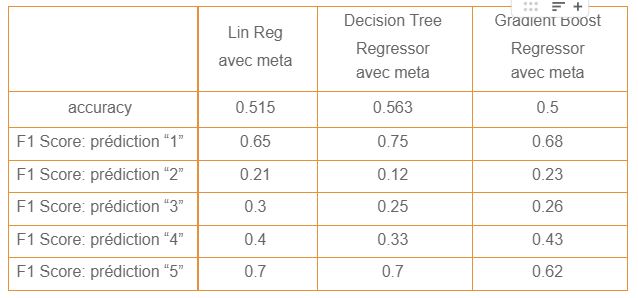 Lin Reg
avec meta
Decision Tree
Regressor
avec meta
Gradient Boost
Regressor
avec meta
accuracy 0.515 0.563 0.5
F1 Score: prédiction “1” 0.65 0.75 0.68
F1 Score: prédiction “2” 0.21 0.12 0.23
F1 Score: prédiction “3” 0.3 0.25 0.26
F1 Score: prédiction “4” 0.4 0.33 0.43
F1 Score: prédiction “5” 0.7 0.7 0.62